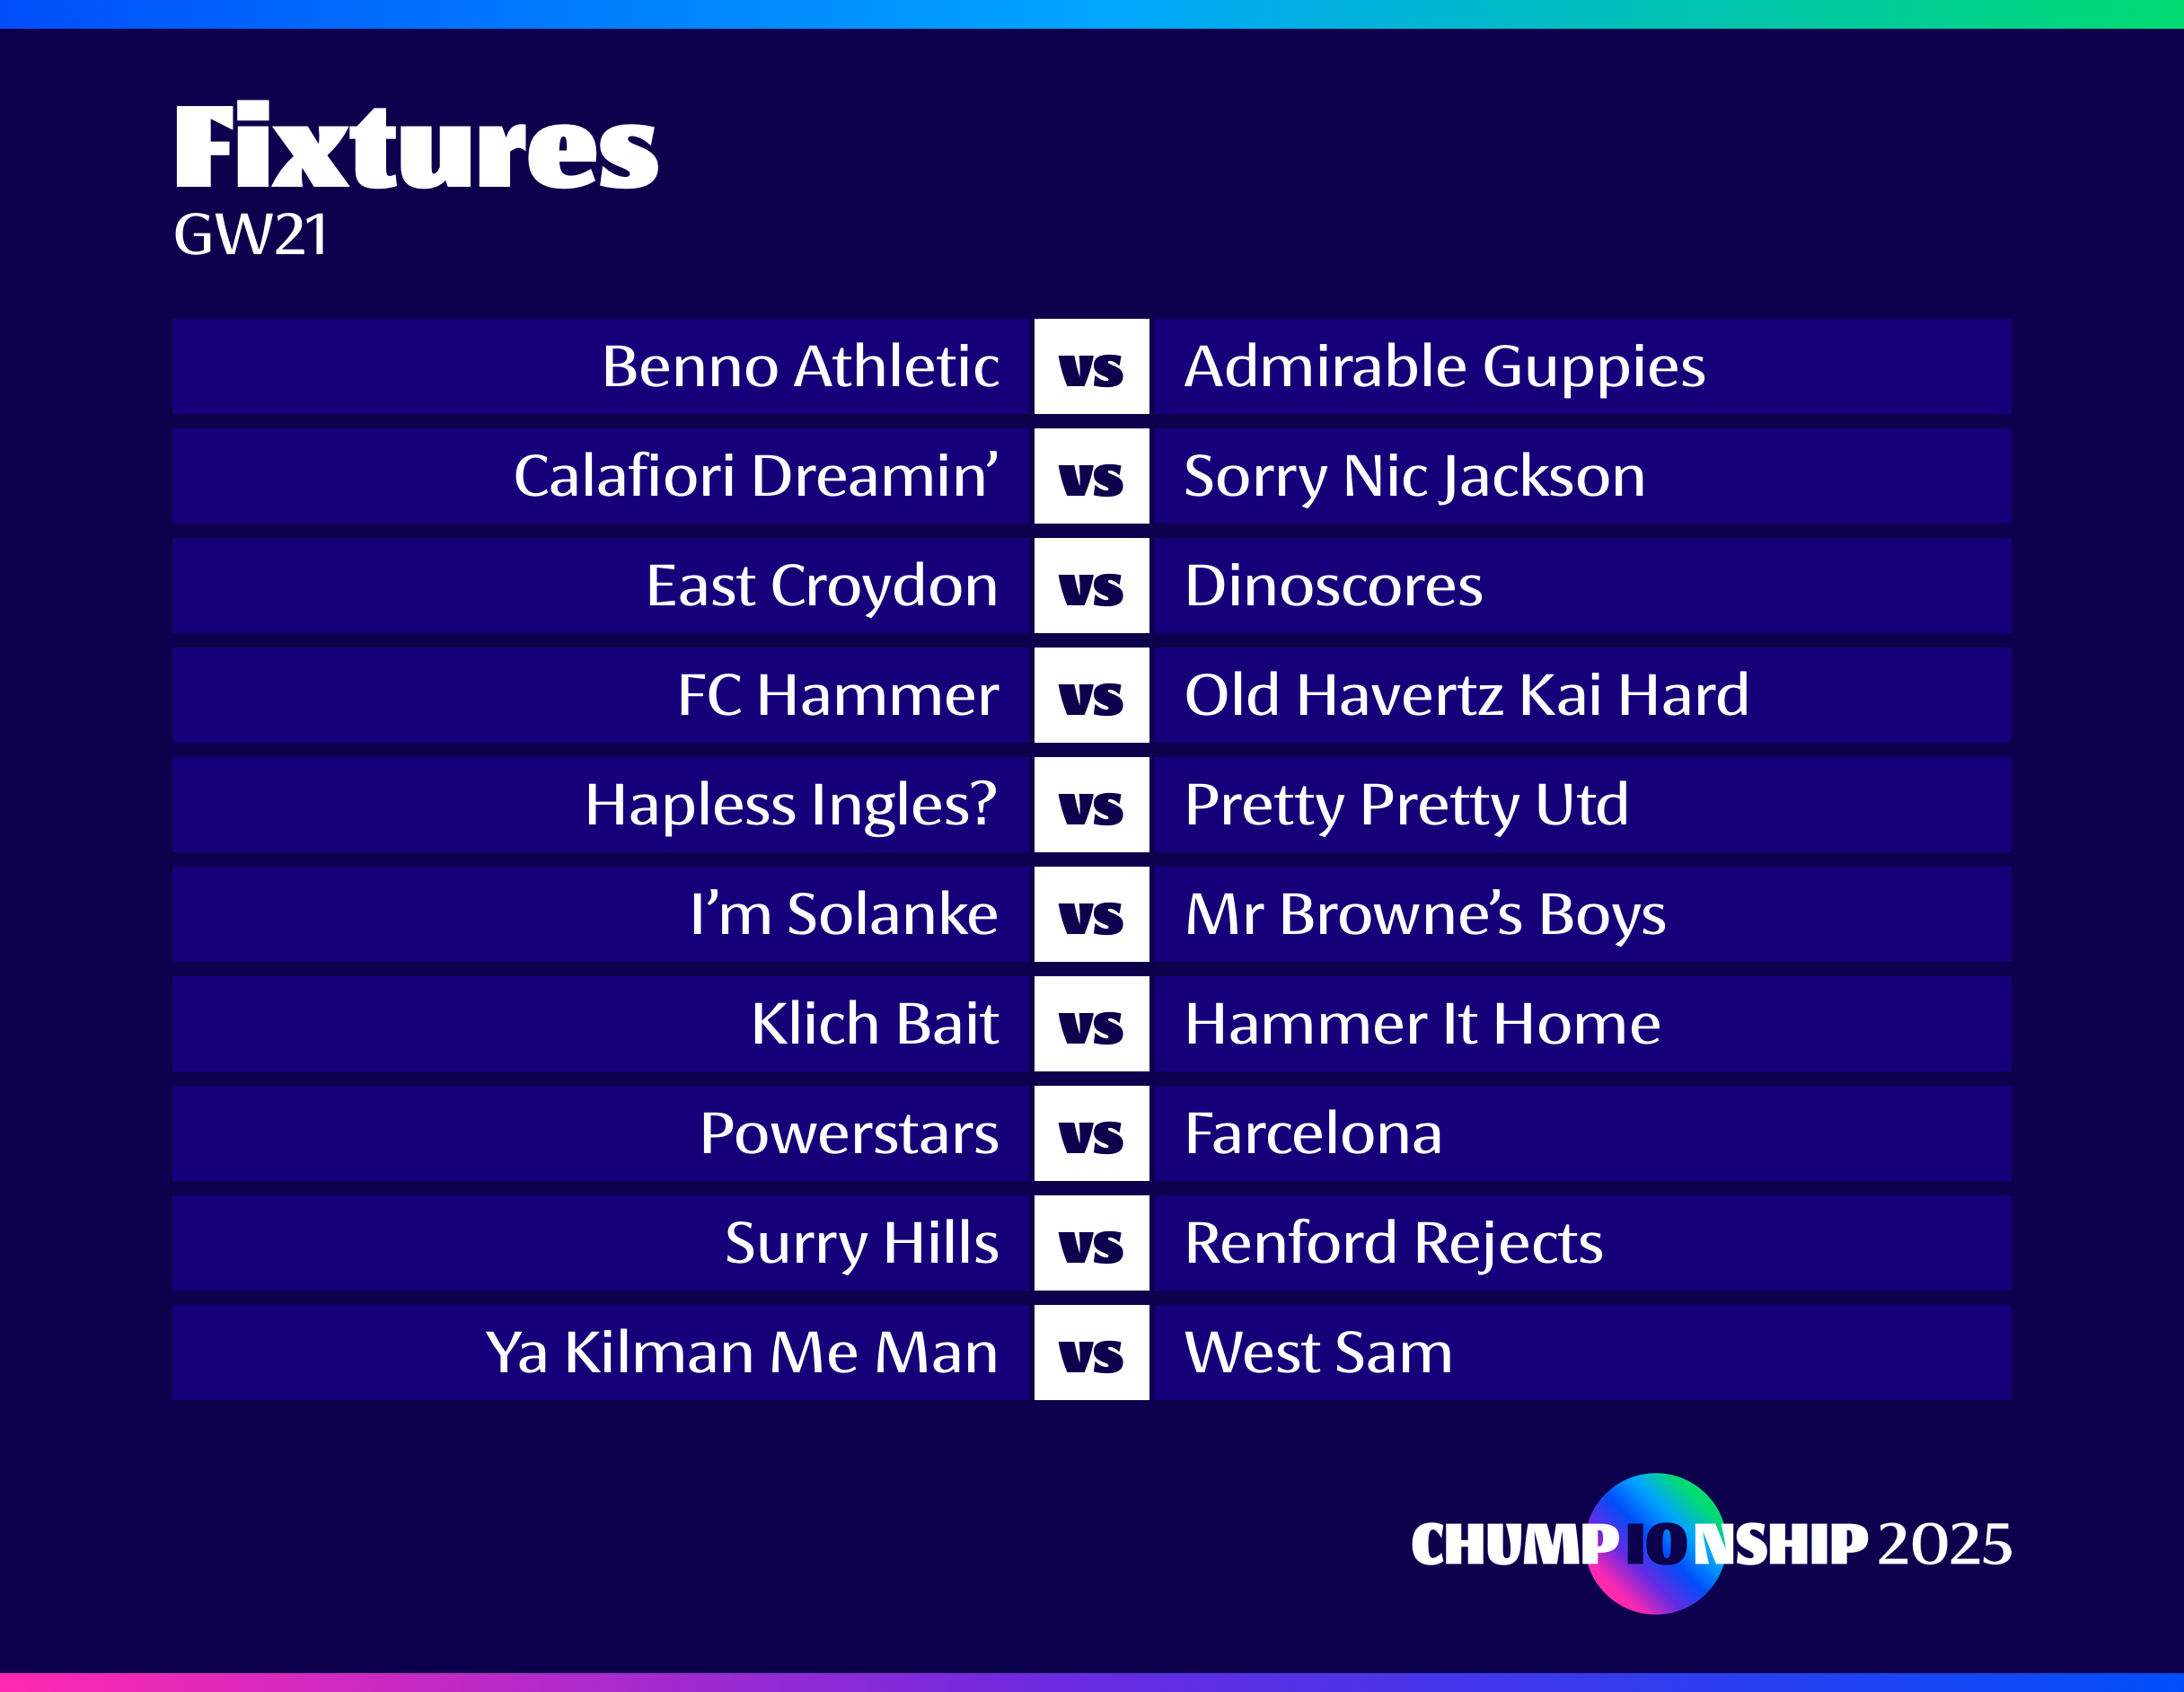 Fixtures
GW21
Benno Athletic vs Admirable Guppies
Calafiori Dreamin’ vs Sorry Nic Jackson
East Croydon vs Dinoscores
FC Hammer vs Old Havertz Kai Hard
Hapless Ingles? vs Pretty Pretty Utd
I’m Solanke vs Mr Browne’s Boys
Klich Bait vs Hammer It Home
Powerstars vs Farcelona
Surry Hills vs Renford Rejects
Ya Kilman Me Man vs West Sam
CHUMPIONSHIP 2025